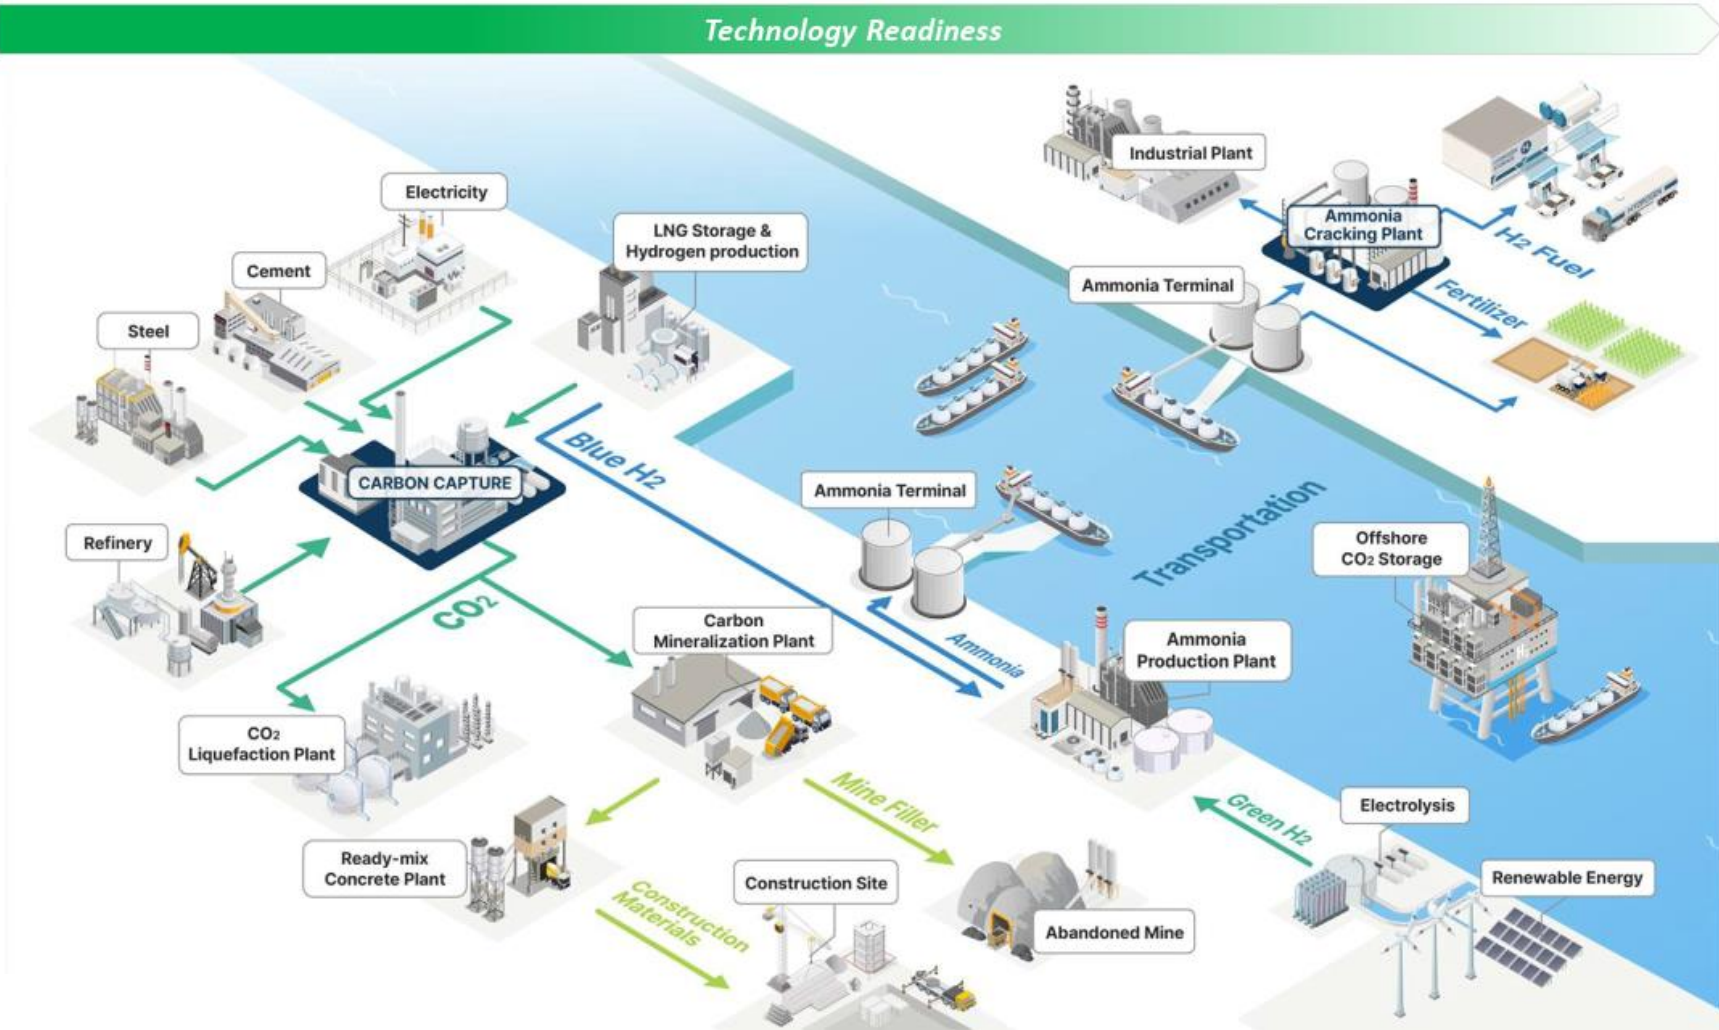 Technology Readiness
Industrial Plant
Electricity
Ammonia
Cracking Plant
LNG Storage &
Hydrogen production
H2 Fuel
Cement
Ammonia Terminal
Fertilizer
Steel
Blue H2
CARBON CAPTURE
Ammonia Terminal
Transportation
Refinery
Offshore
CO2 Storage
CO2
Carbon
Mineralization Plant
Ammonia
Ammonia
Production Plant
CO2
Liquefaction Plant
Mine Filler
Green H2
Electrolysis
Ready-mix
Concrete Plant
Construction
Materials
Construction Site
Renewable Energy
Abandoned Mine
HYDROGEN
H2